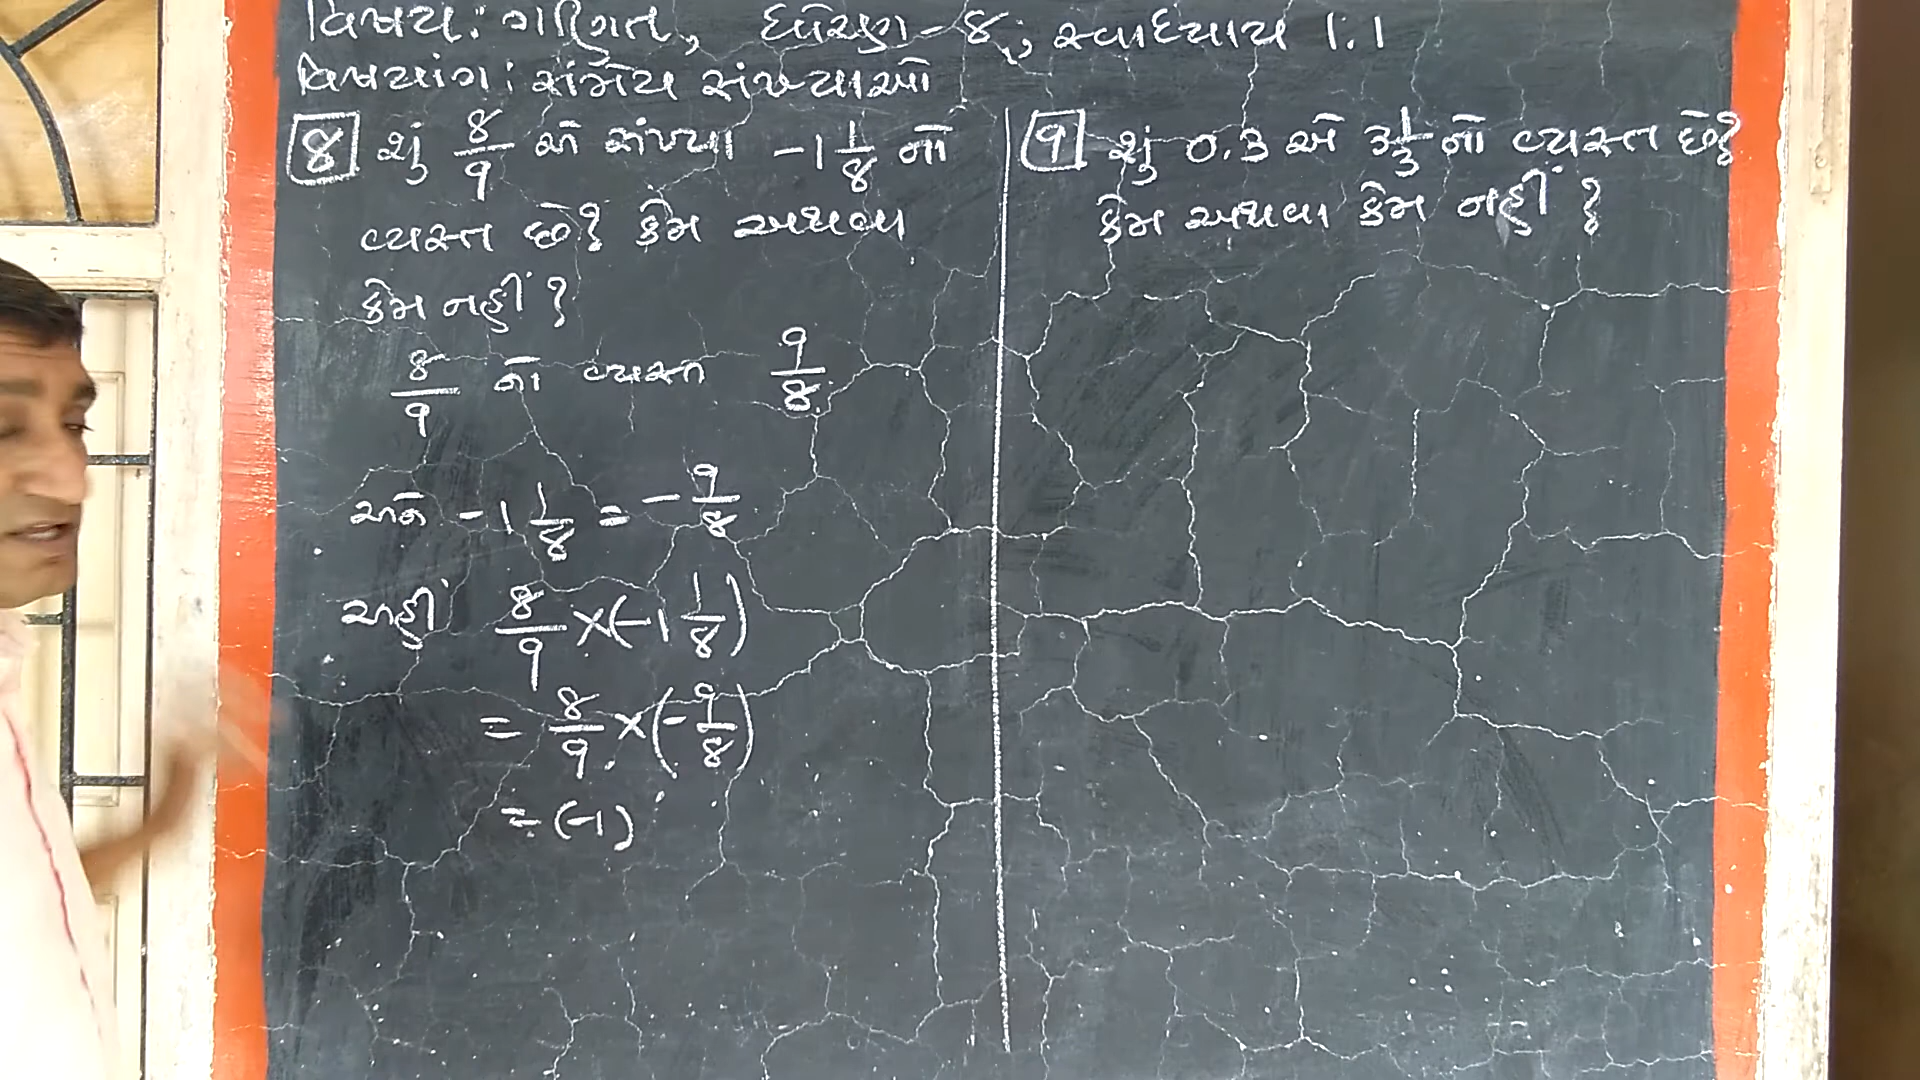 વિષય: ગણિત, ધોરણ-૮, સ્વાધ્યાય 1.1
વિષયાંગ: સંમેય સંખ્યાઓ
8 શું 8/9 એ સંખ્યા -1 1/8 નો
વ્યસ્ત છે? કેમ અથવા
કેમ નહીં?
8/9 નો વ્યસ્ત 9/8
અને -1 1/8 = -9/8
અહીં 8/9 × (-1 1/8)
= 8/9 × (-9/8)
= (-1)
9 શું 0.3 એ 3 1/3 નો વ્યસ્ત છે?
કેમ અથવા કેમ નહીં?